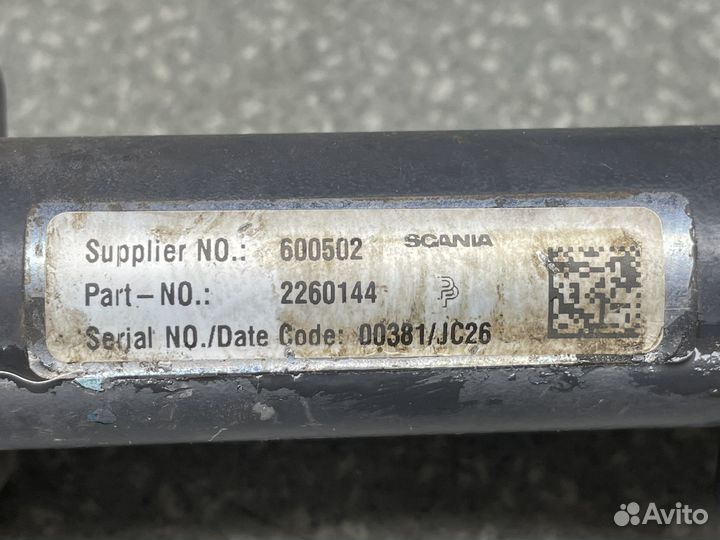 Supplier NO.: 600502 SCANIA
Part-NO.: 2260144
Serial NO./Date Code: 00381/JC26
Avito